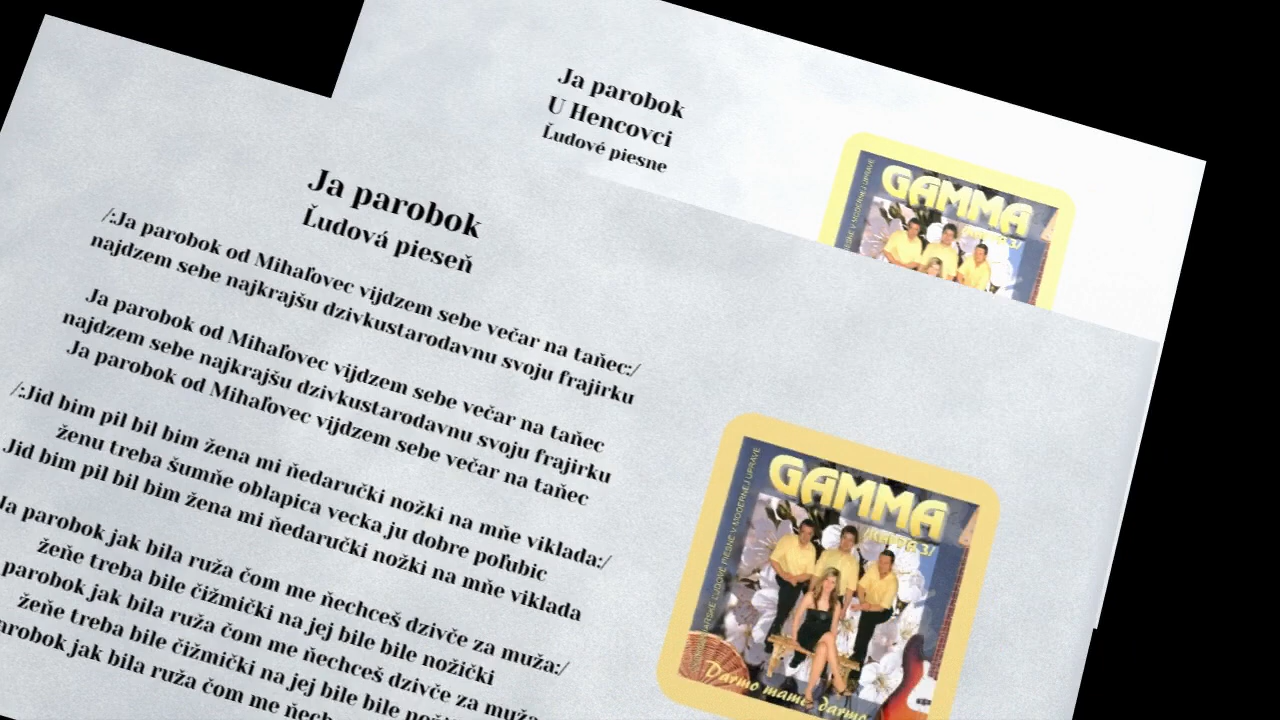 Ja parobok
U Hencovci
Ľudové piesne
GAMMA
Ja parobok
Ľudová pieseň
/:Ja parobok od Mihaľovec vijdzem sebe večar na taňec:/
najdzem sebe najkrajšu dzivkustarodavnu svoju frajirku
Ja parobok od Mihaľovec vijdzem sebe večar na taňec
najdzem sebe najkrajšu dzivkustarodavnu svoju frajirku
Ja parobok od Mihaľovec vijdzem sebe večar na taňec
/:Jid bim pil bil bim žena mi ňedaručki nožki na mňe viklada:/
ženu treba šumňe oblapica vecka ju dobre poľubic
Jid bim pil bil bim žena mi ňedaručki nožki na mňe viklada
Ja parobok jak bila ruža čom me ňechceš dzivče za muža:/
žeňe treba bile čižmički na jej bile bile nožički
parobok jak bila ruža čom me ňechceš dzivče za muža
žeňe treba bile čižmički na jej bile bile
parobok jak bila ruža čom me
GAMMA
ĽUDOVÉ PIESNE V MODERNEJ ÚPRAVE
Darmo mamo, darmo